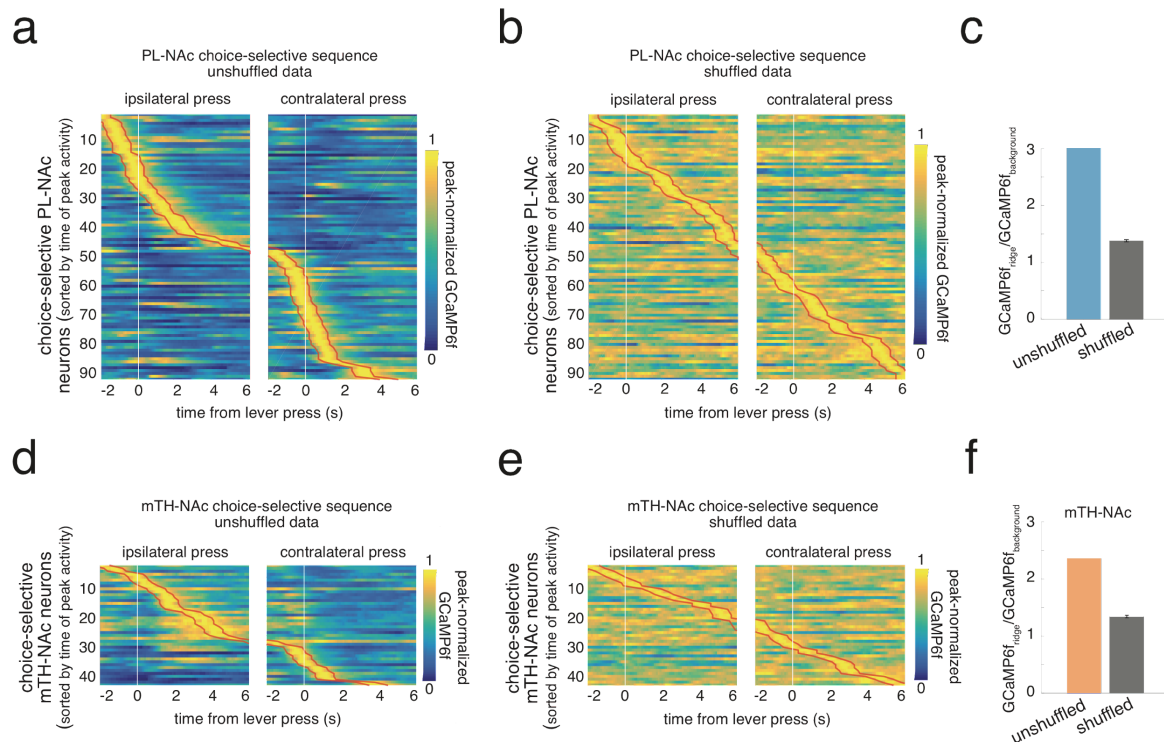 a
PL-NAc choice-selective sequence
unshuffled data
ipsilateral press
contralateral press
choice-selective PL-NAc
neurons (sorted by time of peak activity)
10
20
30
40
50
60
70
80
90
-2 0 2 4 6
-2 0 2 4 6
time from lever press (s)
1
0
peak-normalized GCaMP6f
b
PL-NAc choice-selective sequence
shuffled data
ipsilateral press
contralateral press
choice-selective PL-NAc
neurons (sorted by time of peak activity)
10
20
30
40
50
60
70
80
90
-2 0 2 4 6
-2 0 2 4 6
time from lever press (s)
1
0
peak-normalized GCaMP6f
c
GCaMP6fridge/GCaMP6fbackground
3
2
1
0
unshuffled
shuffled
d
mTH-NAc choice-selective sequence
unshuffled data
ipsilateral press
contralateral press
choice-selective
mTH-NAc neurons
(sorted by time of peak activity)
10
20
30
40
-2 0 2 4 6
-2 0 2 4 6
time from lever press (s)
1
0
peak-normalized
GCaMP6f
e
mTH-NAc choice-selective sequence
shuffled data
ipsilateral press
contralateral press
choice-selective
mTH-NAc neurons
(sorted by time of peak activity)
10
20
30
40
-2 0 2 4 6
-2 0 2 4 6
time from lever press (s)
1
0
peak-normalized
GCaMP6f
f
mTH-NAc
GCaMP6fridge/GCaMP6fbackground
3
2
1
0
unshuffled
shuffled